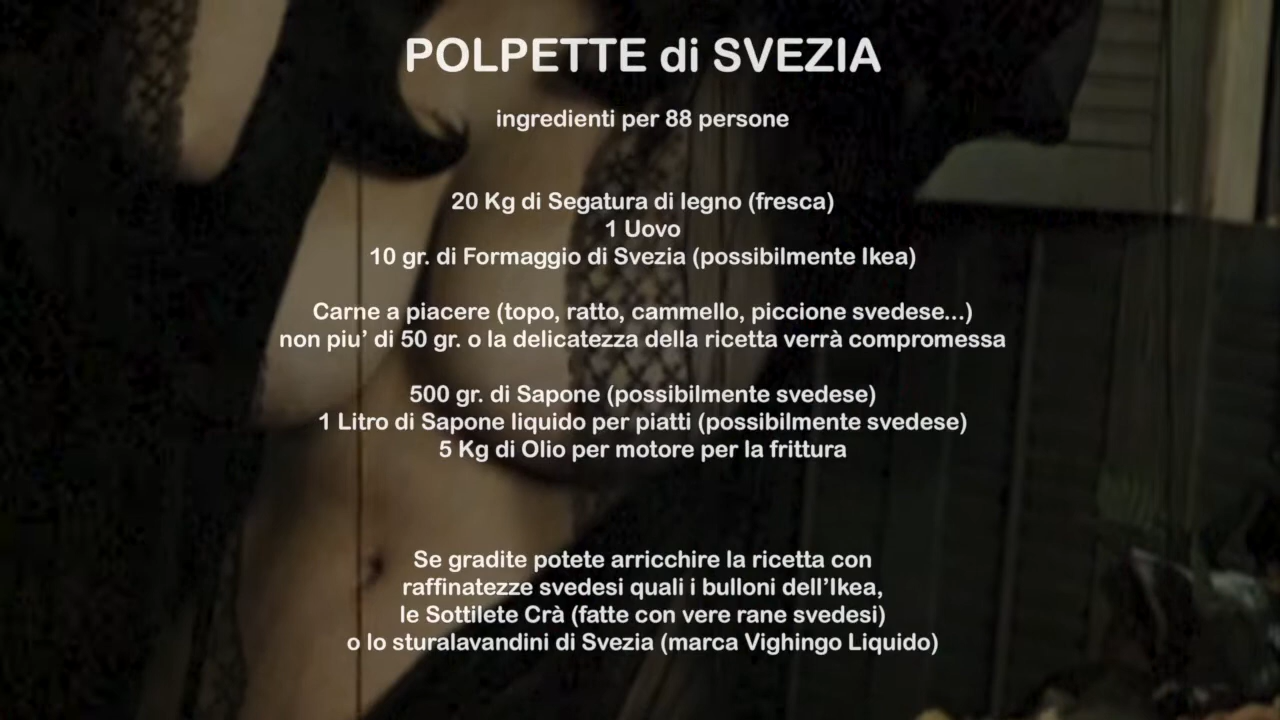 POLPETTE di SVEZIA
ingredienti per 88 persone
20 Kg di Segatura di legno (fresca)
1 Uovo
10 gr. di Formaggio di Svezia (possibilmente Ikea)
Carne a piacere (topo, ratto, cammello, piccione svedese...)
non piu' di 50 gr. o la delicatezza della ricetta verrà compromessa
500 gr. di Sapone (possibilmente svedese)
1 Litro di Sapone liquido per piatti (possibilmente svedese)
5 Kg di Olio per motore per la frittura
Se gradite potete arricchire la ricetta con
raffinatezze svedesi quali i bulloni dell'Ikea,
le Sottilete Crà (fatte con vere rane svedesi)
o lo sturalavandini di Svezia (marca Vighingo Liquido)